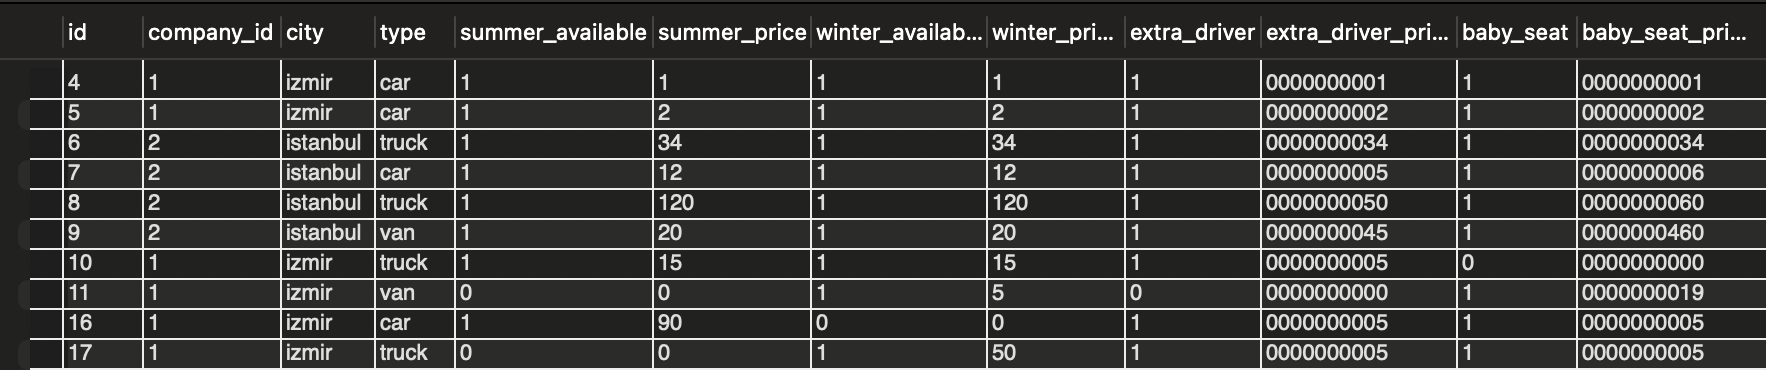 id company_id city type summer_available summer_price winter_availab... winter_pri... extra_driver extra_driver_pri... baby_seat baby_seat_pri...
4 1 izmir car 1 1 1 1 1 0000000001 1 0000000001
5 1 izmir car 1 2 1 2 1 0000000002 1 0000000002
6 2 istanbul truck 1 34 1 34 1 0000000034 1 0000000034
7 2 istanbul car 1 12 1 12 1 0000000005 1 0000000006
8 2 istanbul truck 1 120 1 120 1 0000000050 1 0000000060
9 2 istanbul van 1 20 1 20 1 0000000045 1 0000000460
10 1 izmir truck 1 15 1 15 1 0000000005 0 0000000000
11 1 izmir van 0 0 1 5 0 0000000000 1 0000000019
16 1 izmir car 1 90 0 0 1 0000000005 1 0000000005
17 1 izmir truck 0 0 1 50 1 0000000005 1 0000000005